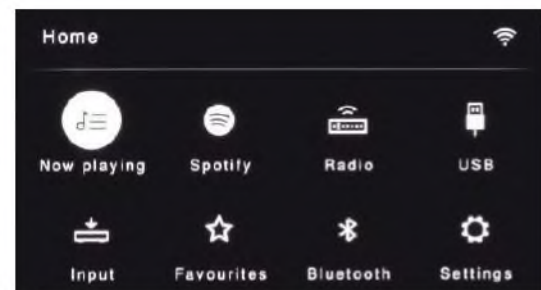 Home
Now playing Spotify Radio USB
Input Favourites Bluetooth Settings